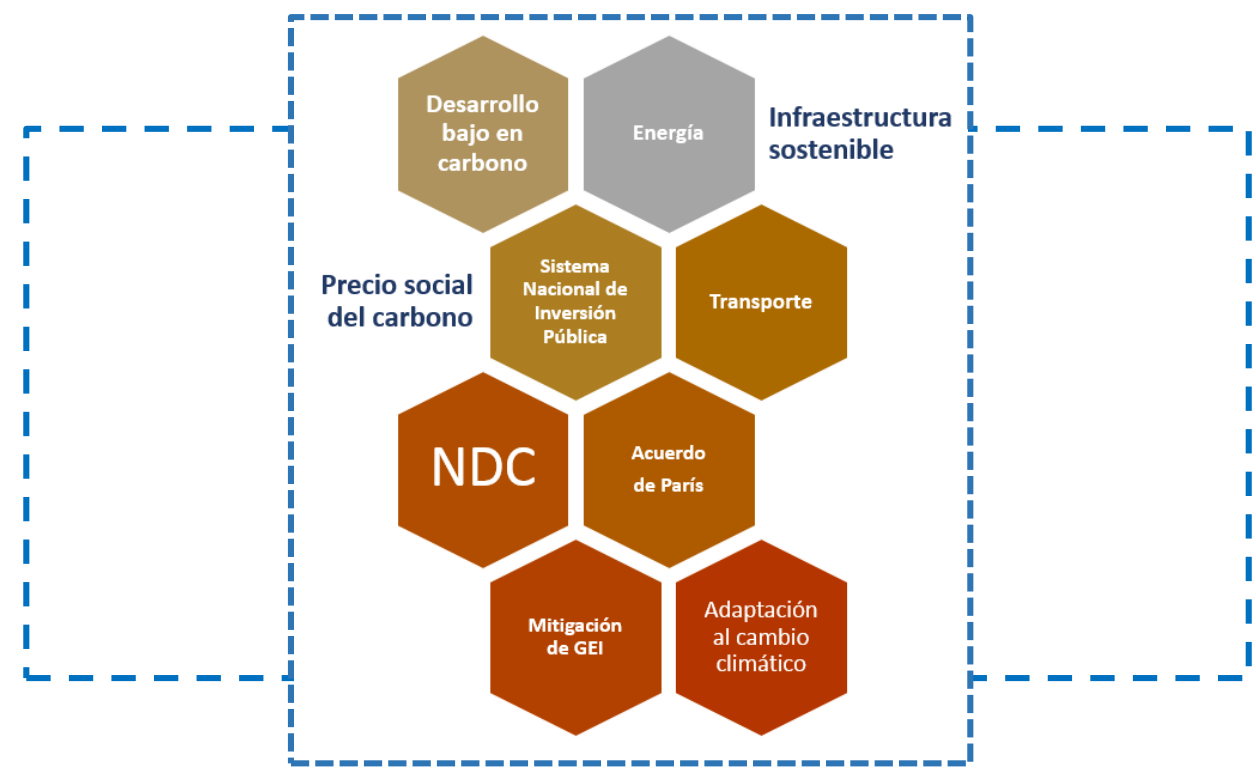 Desarrollo
bajo en
carbono
Energía
Infraestructura
sostenible
Precio social
del carbono
Sistema
Nacional de
Inversión
Pública
Transporte
NDC
Acuerdo
de París
Mitigación
de GEI
Adaptación
al cambio
climático